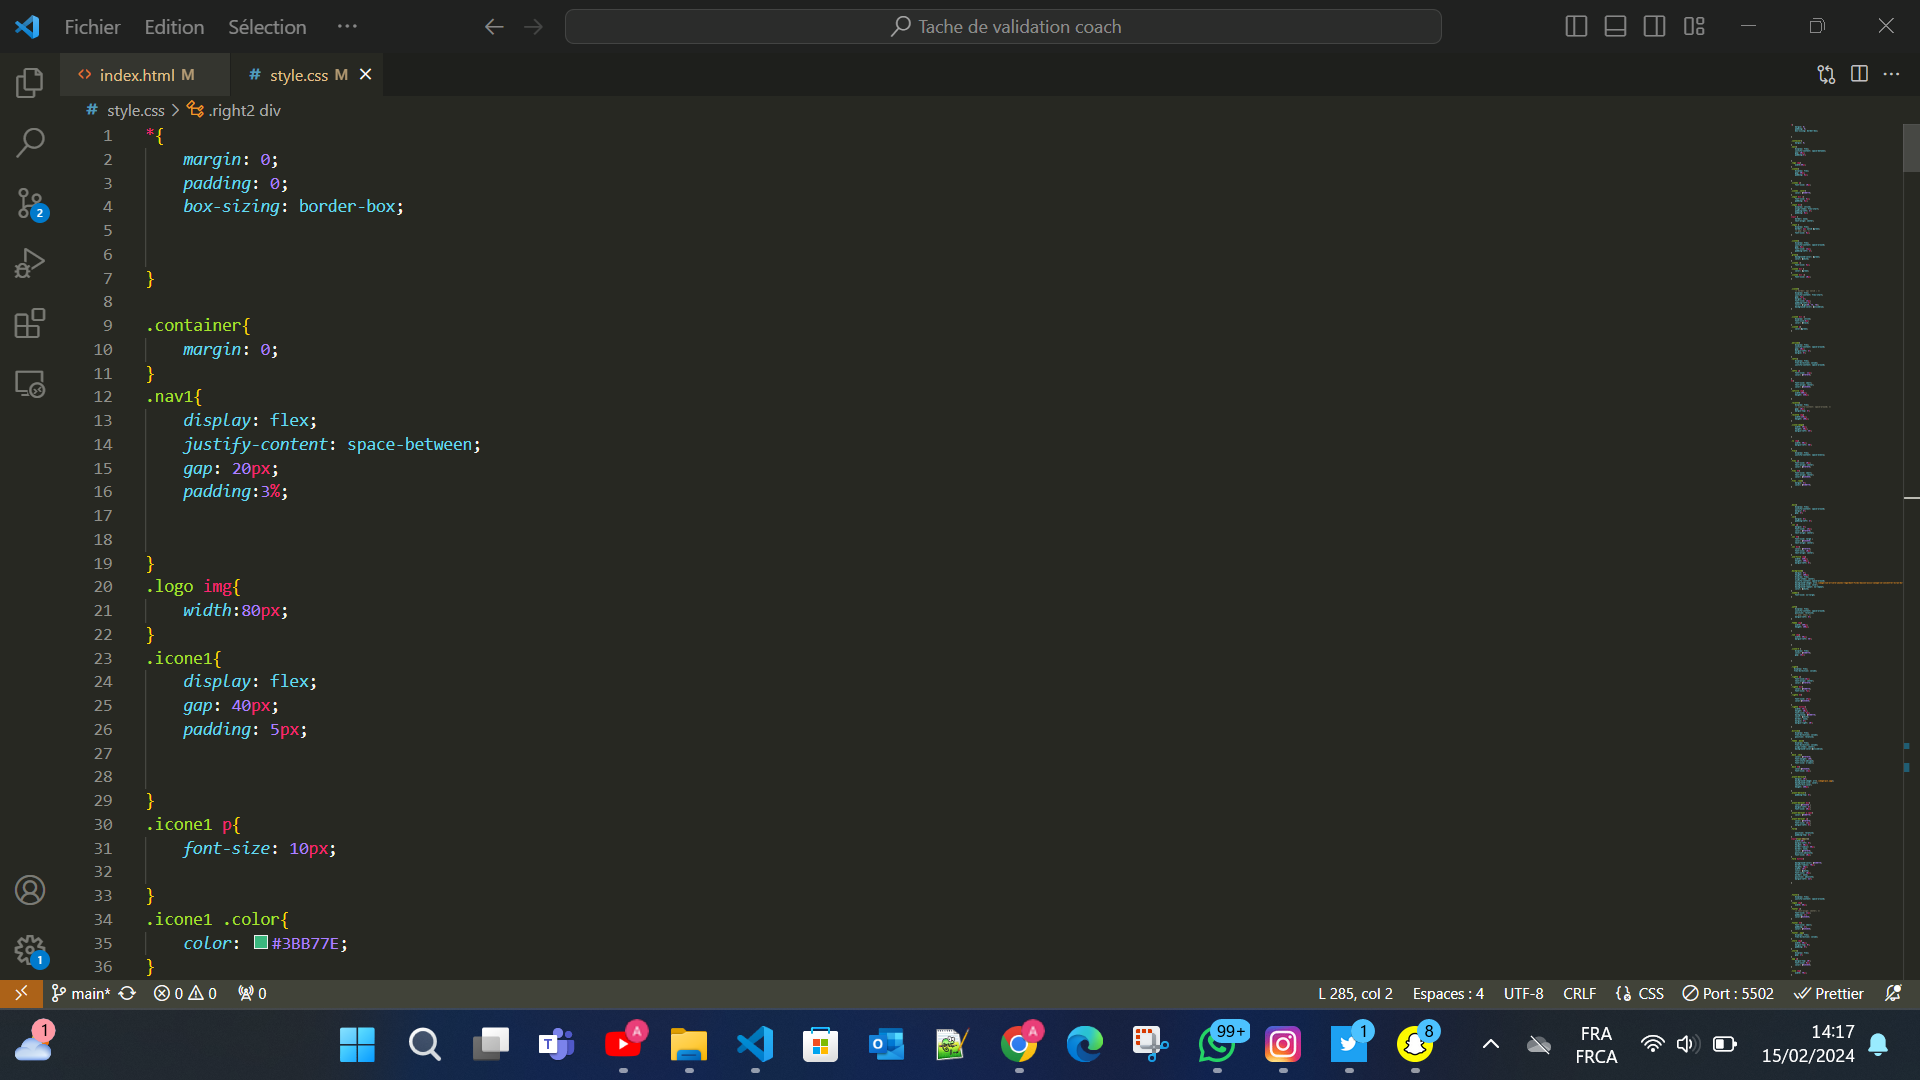 Fichier Edition Sélection ··· Tache de validation coach
index.html M style.css M
style.css > .right2 div
1 *{
2 margin: 0;
3 padding: 0;
4 box-sizing: border-box;
5
6
7 }
8
9 .container{
10 margin: 0;
11 }
12 .nav1{
13 display: flex;
14 justify-content: space-between;
15 gap: 20px;
16 padding:3%;
17
18
19 }
20 .logo img{
21 width:80px;
22 }
23 .icone1{
24 display: flex;
25 gap: 40px;
26 padding: 5px;
27
28
29 }
30 .icone1 p{
31 font-size: 10px;
32
33 }
34 .icone1 .color{
35 color: #3BB77E;
36 }
2
1
main* 0 0 0 L 285, col 2 Espaces : 4 UTF-8 CRLF CSS Port : 5502 Prettier
1 A A 99+ 1 8 FRA 14:17
FRCA 15/02/2024